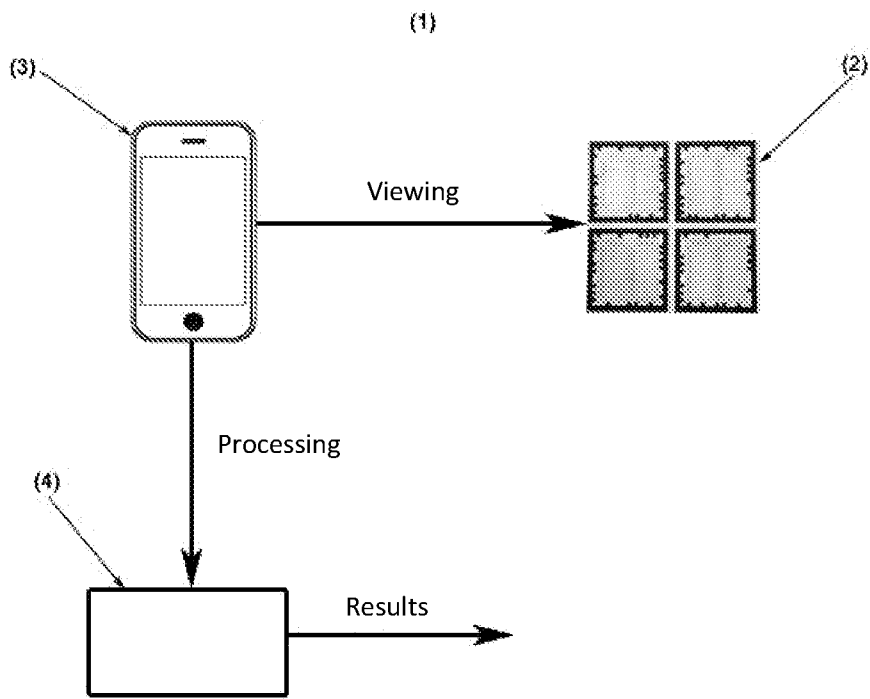 (1)
(3)
(2)
Viewing
Processing
(4)
Results